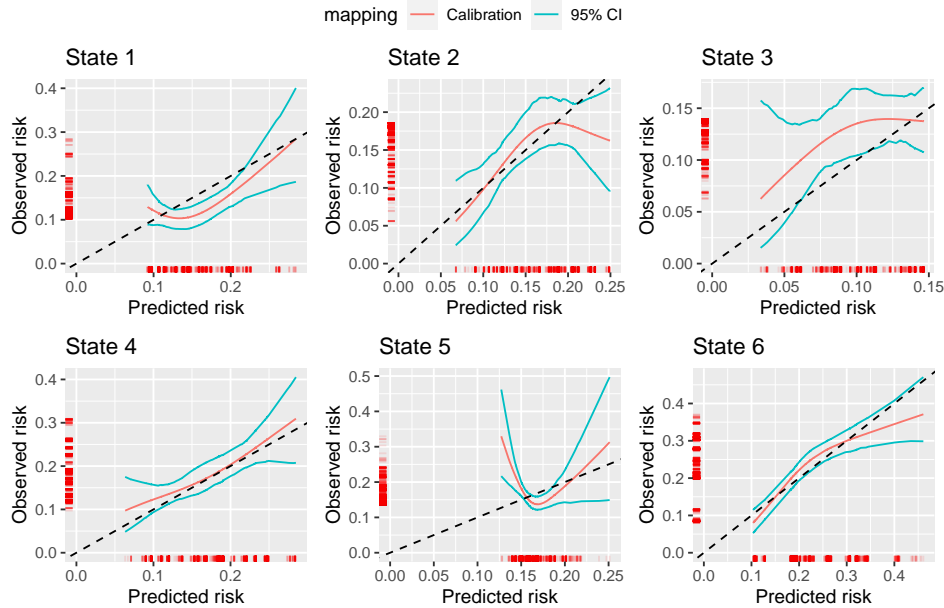 mapping Calibration 95% CI
State 1
State 2
State 3
Observed risk
0.4
0.3
0.2
0.1
0.0
0.0 0.1 0.2
Predicted risk
Observed risk
0.20
0.15
0.10
0.05
0.00
0.00 0.05 0.10 0.15 0.20 0.25
Predicted risk
Observed risk
0.15
0.10
0.05
0.00
0.00 0.05 0.10 0.15
Predicted risk
State 4
State 5
State 6
Observed risk
0.4
0.3
0.2
0.1
0.0
0.0 0.1 0.2
Predicted risk
Observed risk
0.5
0.4
0.3
0.2
0.1
0.0
0.00 0.05 0.10 0.15 0.20 0.25
Predicted risk
Observed risk
0.4
0.3
0.2
0.1
0.0
0.0 0.1 0.2 0.3 0.4
Predicted risk